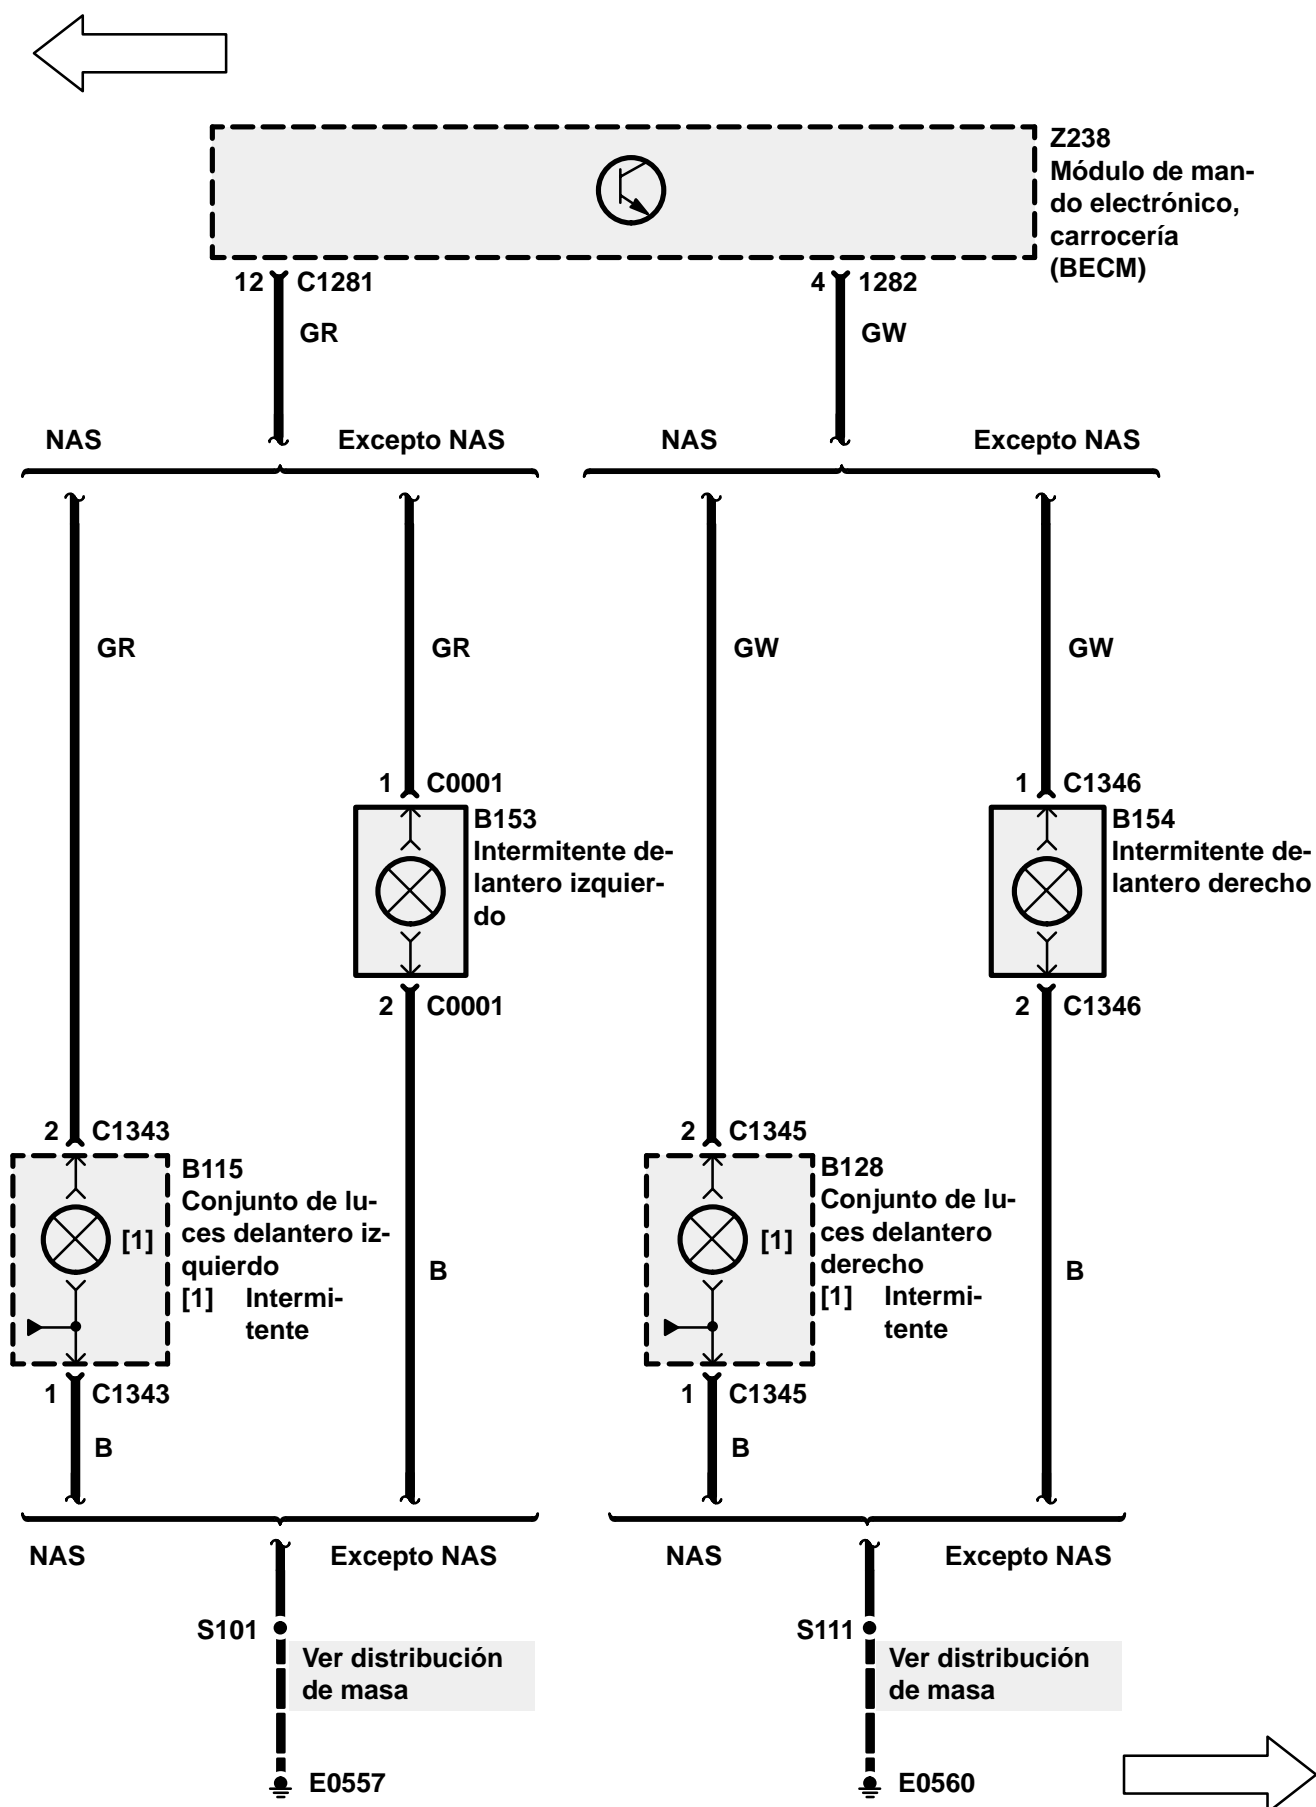 Z238
Módulo de man-
do electrónico,
carrocería
(BECM)
12 C1281
4 1282
GR
GW
NAS
Excepto NAS
NAS
Excepto NAS
GR
GR
GW
GW
1 C0001
B153
Intermitente de-
lantero izquier-
do
2 C0001
1 C1346
B154
Intermitente de-
lantero derecho
2 C1346
2 C1343
B115
Conjunto de lu-
ces delantero iz-
quierdo
[1] Intermi-
tente
[1]
1 C1343
B
B
2 C1345
B128
Conjunto de lu-
ces delantero
derecho
[1] Intermi-
tente
[1]
1 C1345
B
B
NAS
Excepto NAS
NAS
Excepto NAS
S101
Ver distribución
de masa
E0557
S111
Ver distribución
de masa
E0560